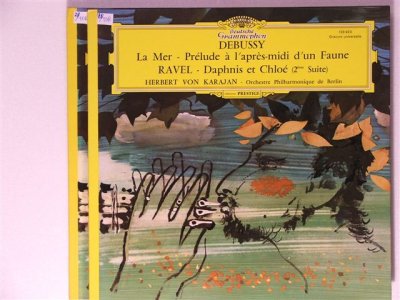 Deutsche
Grammophon
DEBUSSY
La Mer - Prélude à l'après-midi d'un Faune
RAVEL - Daphnis et Chloé (2ème Suite)
HERBERT VON KARAJAN - Orchestre Philharmonique de Berlin
PRESTIGE